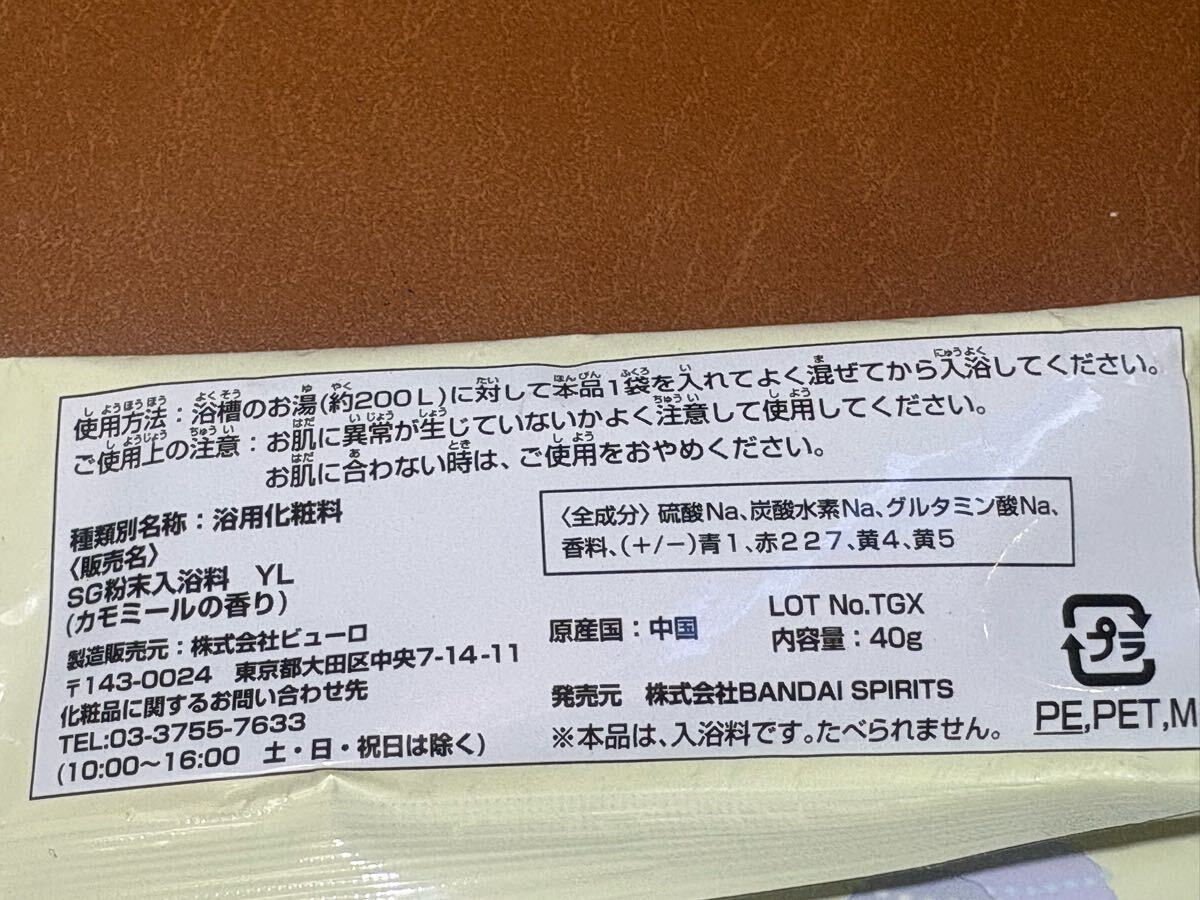 使用方法：浴槽のお湯(約200L)に対して本品1袋を入れてよく混ぜてから入浴してください。
ご使用上の注意：お肌に異常が生じていないかよく注意して使用してください。
お肌に合わない時は、ご使用をおやめください。
種類別名称：浴用化粧料
〈販売名〉
SG粉末入浴料 YL
(カモミールの香り)
製造販売元：株式会社ビューロ
〒143-0024 東京都大田区中央7-14-11
化粧品に関するお問い合わせ先
TEL:03-3755-7633
(10:00〜16:00 土・日・祝日は除く)
〈全成分〉硫酸Na、炭酸水素Na、グルタミン酸Na、
香料、(+/−)青1、赤227、黄4、黄5
原産国：中国
LOT No.TGX
内容量：40g
発売元 株式会社BANDAI SPIRITS
※本品は、入浴料です。たべられません。
プラ
PE,PET,M